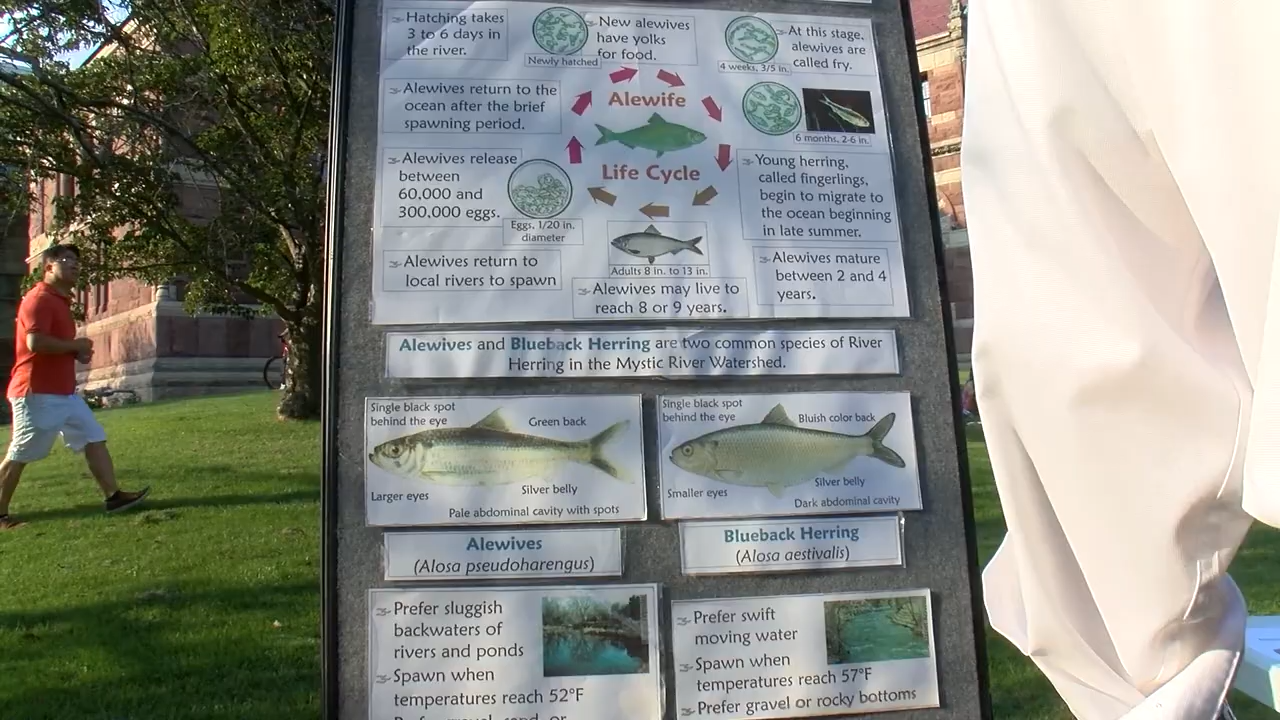 Hatching takes
3 to 6 days in
the river.
Newly hatched
New alewives
have yolks
for food.
4 weeks, 3/5 in.
At this stage,
alewives are
called fry.
Alewives return to the
ocean after the brief
spawning period.
Alewife
Life Cycle
6 months, 2-6 in.
Alewives release
between
60,000 and
300,000 eggs.
Eggs, 1/20 in.
diameter
Young herring,
called fingerlings,
begin to migrate to
the ocean beginning
in late summer.
Alewives return to
local rivers to spawn
Adults 8 in. to 13 in.
Alewives may live to
reach 8 or 9 years.
Alewives mature
between 2 and 4
years.
Alewives and Blueback Herring are two common species of River
Herring in the Mystic River Watershed.
Single black spot
behind the eye
Green back
Larger eyes
Silver belly
Pale abdominal cavity with spots
Single black spot
behind the eye
Bluish color back
Smaller eyes
Silver belly
Dark abdominal cavity
Alewives
(Alosa pseudoharengus)
Blueback Herring
(Alosa aestivalis)
Prefer sluggish
backwaters of
rivers and ponds
Spawn when
temperatures reach 52°F
Prefer gravel, sand, or
Prefer swift
moving water
Spawn when
temperatures reach 57°F
Prefer gravel or rocky bottoms